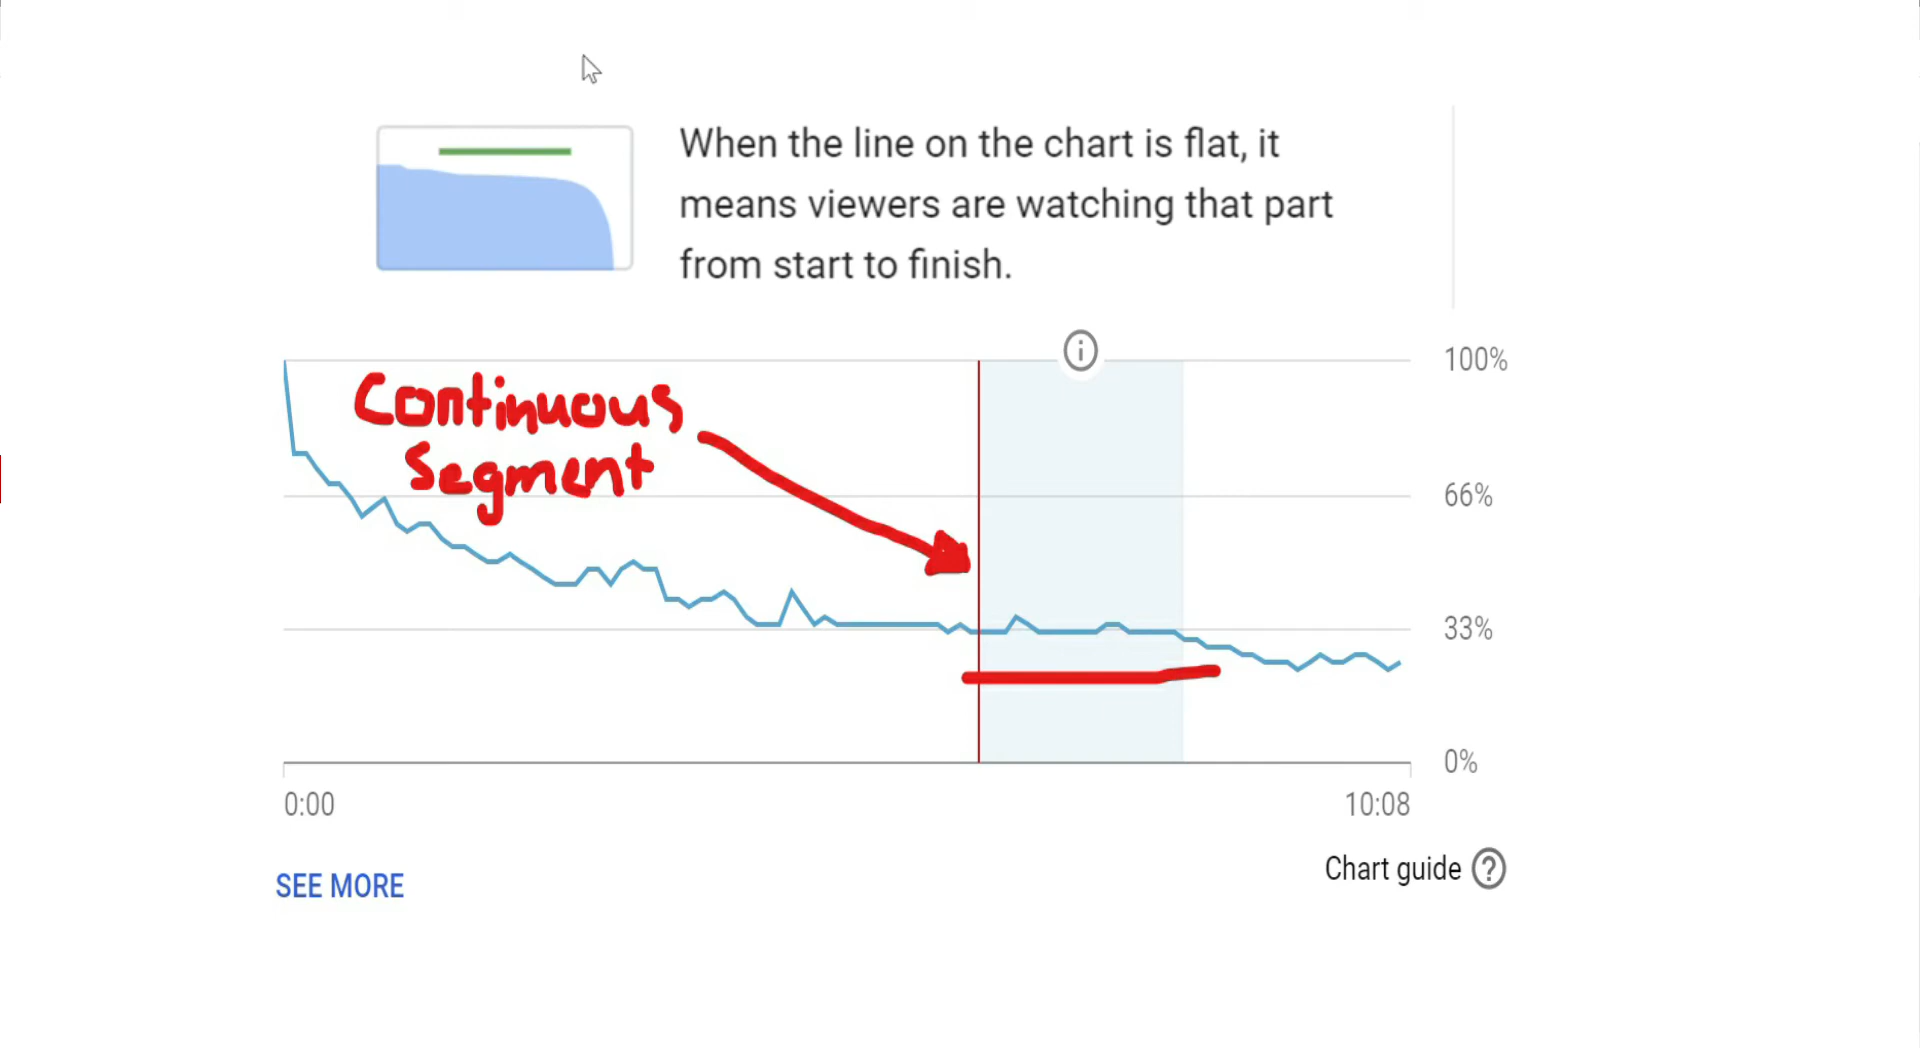 When the line on the chart is flat, it
means viewers are watching that part
from start to finish.
100%
Continuous
Segment
66%
33%
0%
0:00
10:08
Chart guide
SEE MORE